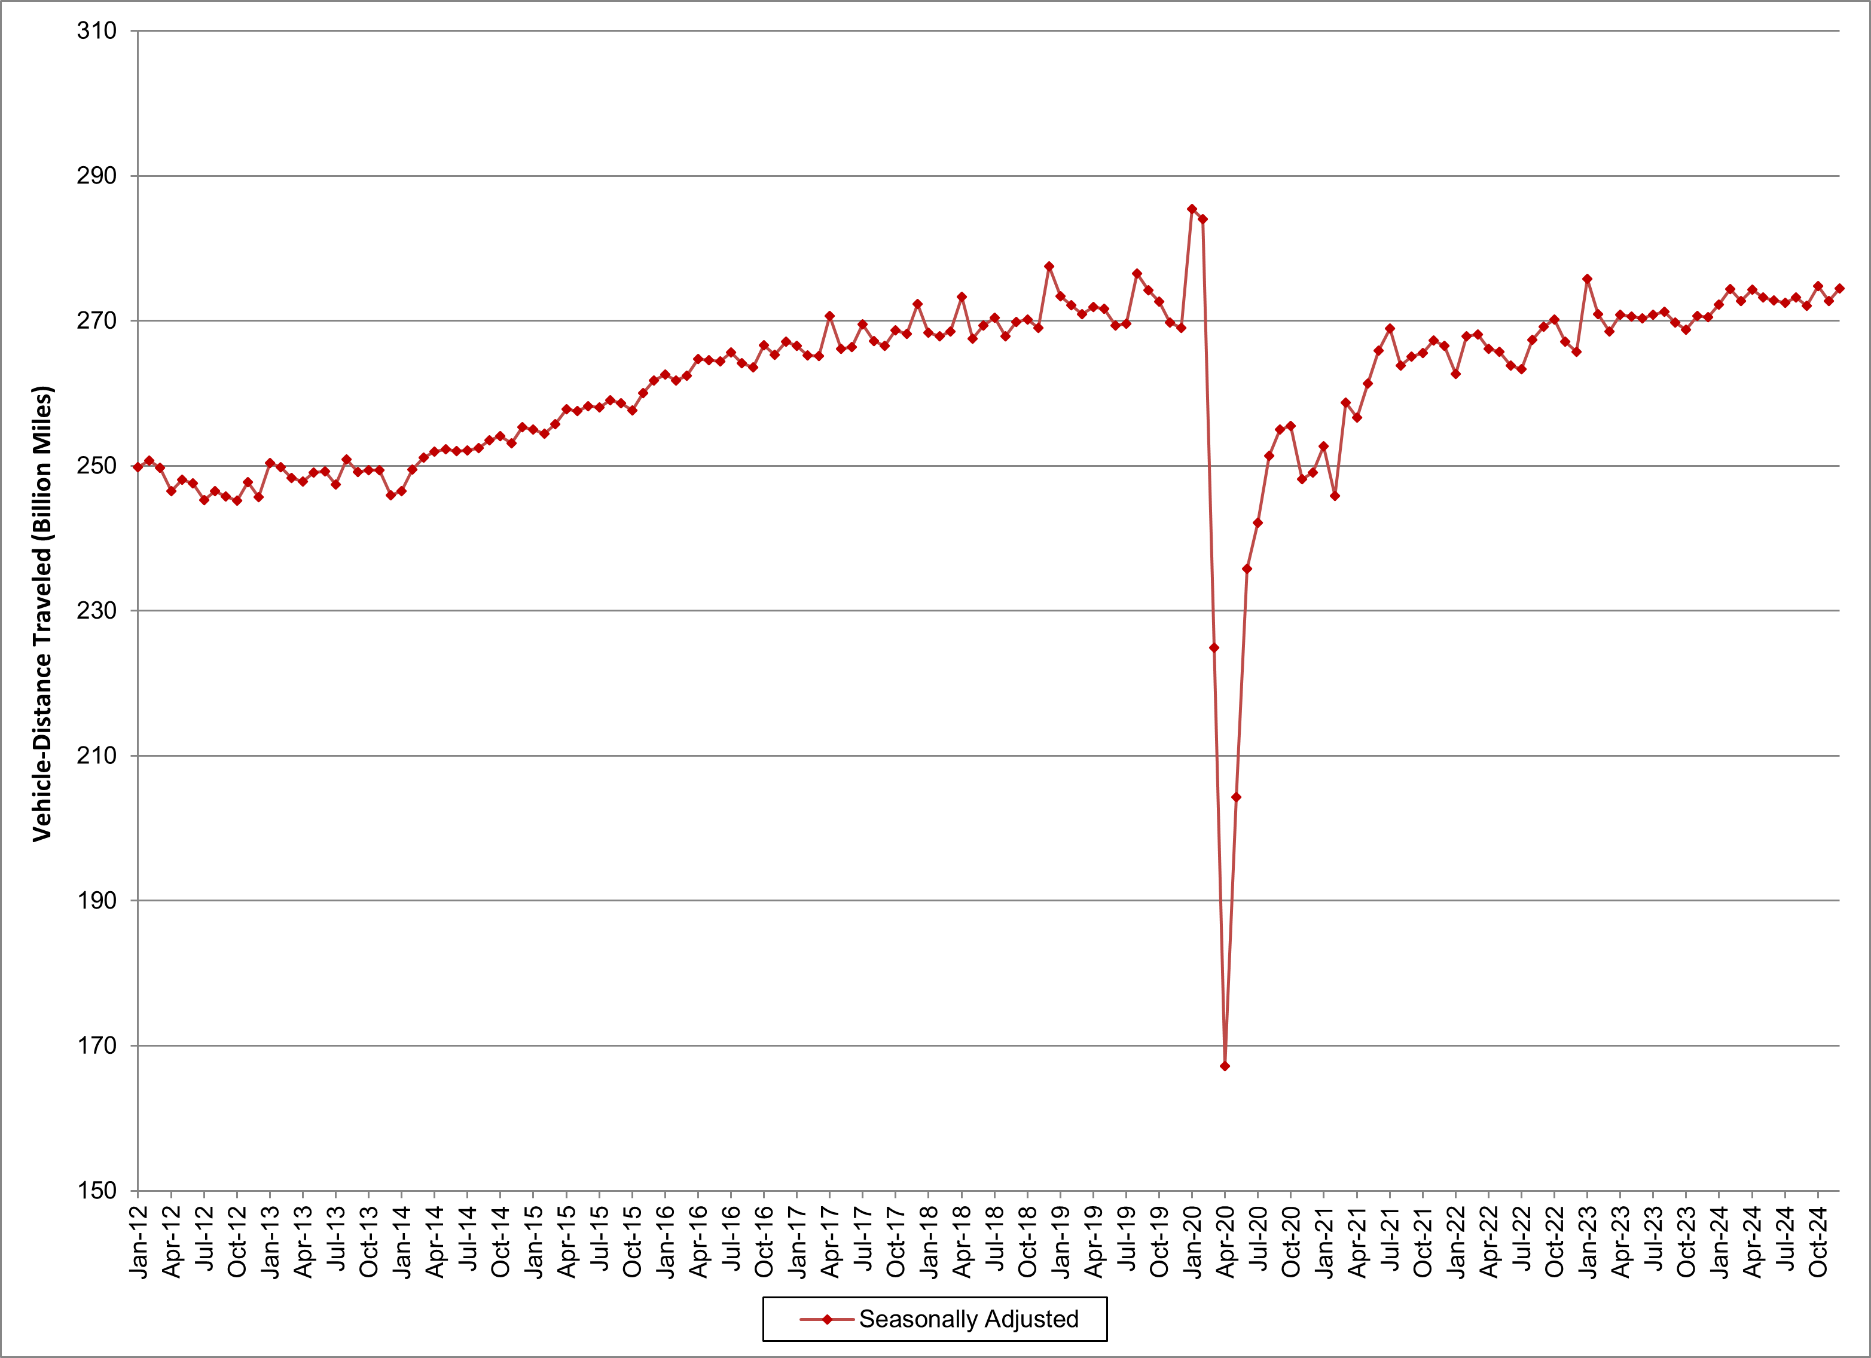 310
290
270
250
230
210
190
170
150
Vehicle-Distance Traveled (Billion Miles)
Jan-12
Apr-12
Jul-12
Oct-12
Jan-13
Apr-13
Jul-13
Oct-13
Jan-14
Apr-14
Jul-14
Oct-14
Jan-15
Apr-15
Jul-15
Oct-15
Jan-16
Apr-16
Jul-16
Oct-16
Jan-17
Apr-17
Jul-17
Oct-17
Jan-18
Apr-18
Jul-18
Oct-18
Jan-19
Apr-19
Jul-19
Oct-19
Jan-20
Apr-20
Jul-20
Oct-20
Jan-21
Apr-21
Jul-21
Oct-21
Jan-22
Apr-22
Jul-22
Oct-22
Jan-23
Apr-23
Jul-23
Oct-23
Jan-24
Apr-24
Jul-24
Oct-24
Seasonally Adjusted